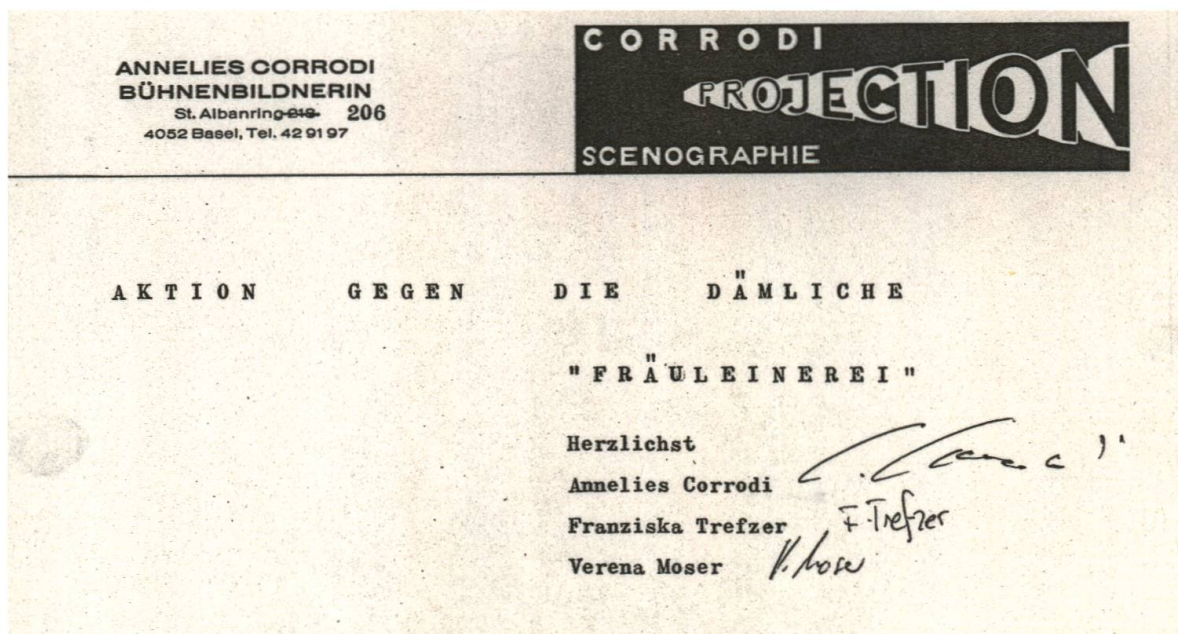 ANNELIES CORRODI
BÜHNENBILDNERIN
St. Albanring 219. 206
4052 Basel, Tel. 42 91 97
CORRODI
PROJECTION
SCENOGRAPHIE
AKTION GEGEN DIE DÄMLICHE
"FRÄULEINEREI"
Herzlichst
Annelies Corrodi
Franziska Trefzer F. Trefzer
Verena Moser V. Moser